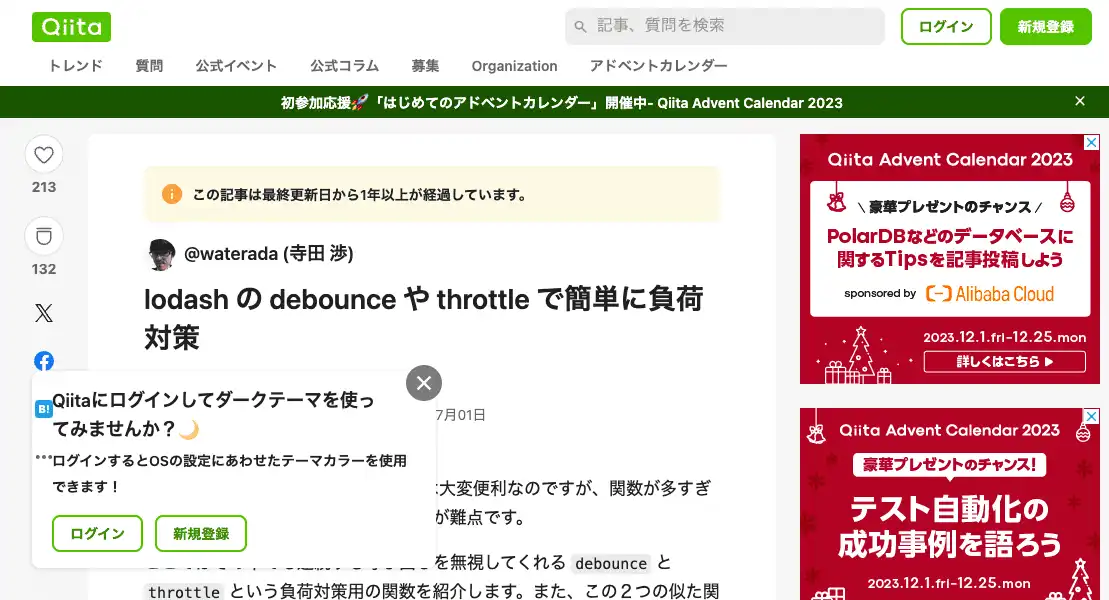 Qiita
記事、質問を検索
ログイン
新規登録
トレンド 質問 公式イベント 公式コラム 募集 Organization アドベントカレンダー
初参加応援🚀「はじめてのアドベントカレンダー」開催中- Qiita Advent Calendar 2023
213
132
この記事は最終更新日から1年以上が経過しています。
@waterada (寺田 渉)
lodash の debounce や throttle で簡単に負荷
対策
7月01日
B!
Qiitaにログインしてダークテーマを使っ
てみませんか？🌙
ログインするとOSの設定にあわせたテーマカラーを使用
できます！
ログイン
新規登録
大変便利なのですが、関数が多すぎ
が難点です。
を無視してくれる debounce と
throttle という負荷対策用の関数を紹介します。また、この２つの似た関
Qiita Advent Calendar 2023
\ 豪華プレゼントのチャンス /
PolarDBなどのデータベースに
関するTipsを記事投稿しよう
sponsored by Alibaba Cloud
2023.12.1.fri-12.25.mon
詳しくはこちら ▶
Qiita Advent Calendar 2023
豪華プレゼントのチャンス!
テスト自動化の
成功事例を語ろう
2023.12.1.fri-12.25.mon